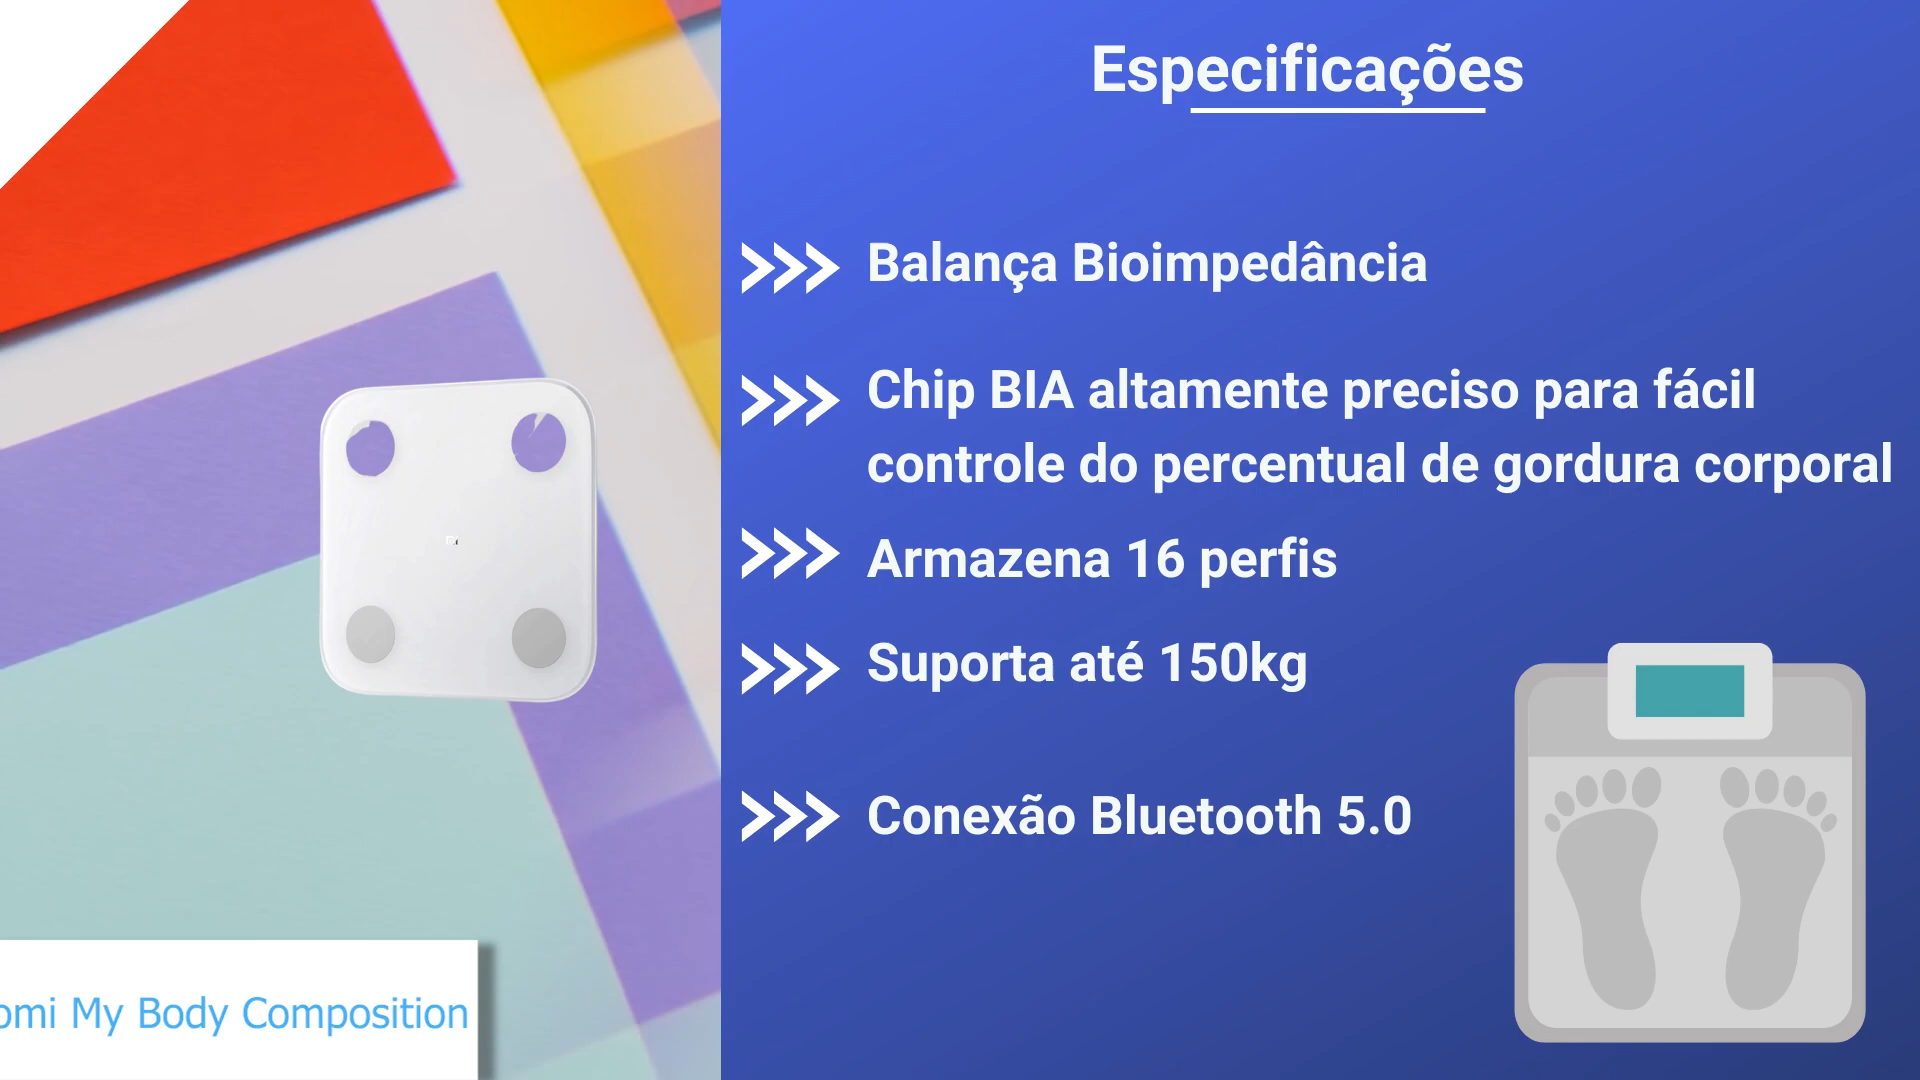 Especificações
Balança Bioimpedância
Chip BIA altamente preciso para fácil
controle do percentual de gordura corporal
Armazena 16 perfis
Suporta até 150kg
Conexão Bluetooth 5.0
omi My Body Composition